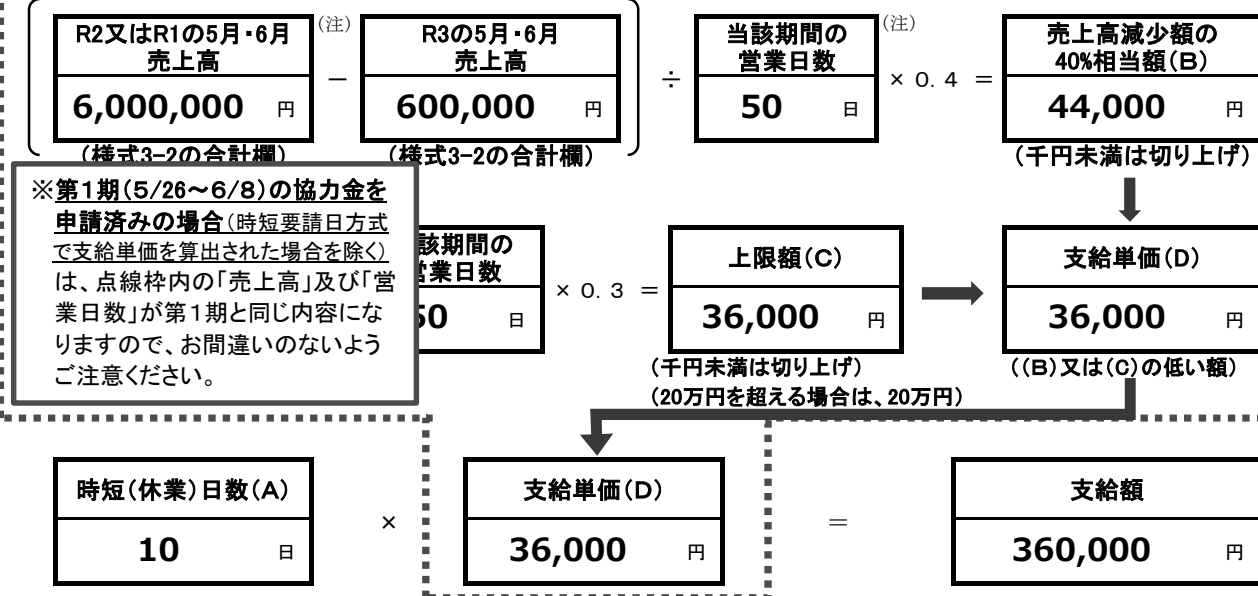 R2又はR1の5月・6月
売上高
(注)
R3の5月・6月
売上高
当該期間の
営業日数
(注)
売上高減少額の
40%相当額(B)
6,000,000 円
－
600,000 円
÷
50 日
× 0.4 ＝
44,000 円
(様式3-2の合計欄)
(様式3-2の合計欄)
(千円未満は切り上げ)
※第1期(5/26～6/8)の協力金を
申請済みの場合(時短要請日方式
で支給単価を算出された場合を除く)
は、点線枠内の「売上高」及び「営
業日数」が第1期と同じ内容にな
りますので、お間違いのないよう
ご注意ください。
該期間の
業日数
50 日
× 0.3 ＝
上限額(C)
36,000 円
(千円未満は切り上げ)
(20万円を超える場合は、20万円)
支給単価(D)
36,000 円
((B)又は(C)の低い額)
時短(休業)日数(A)
10 日
×
支給単価(D)
36,000 円
＝
支給額
360,000 円